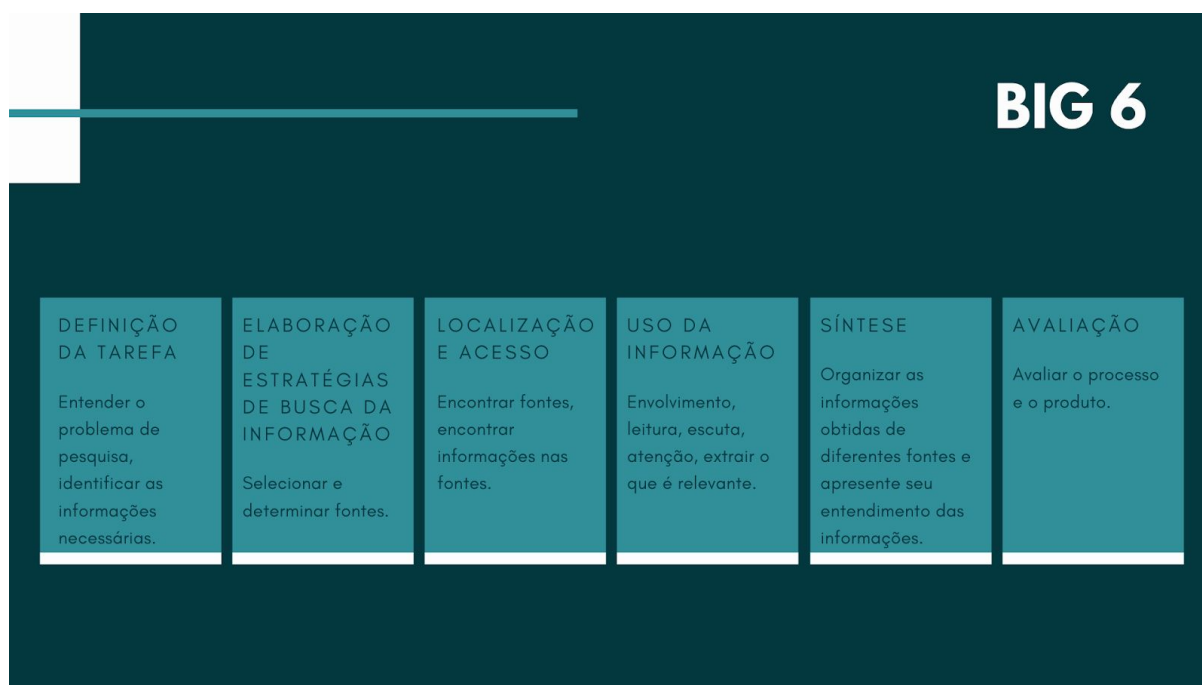 BIG 6
DEFINIÇÃO
DA TAREFA
Entender o
problema de
pesquisa,
identificar as
informações
necessárias.
ELABORAÇÃO
DE
ESTRATÉGIAS
DE BUSCA DA
INFORMAÇÃO
Selecionar e
determinar fontes.
LOCALIZAÇÃO
E ACESSO
Encontrar fontes,
encontrar
informações nas
fontes.
USO DA
INFORMAÇÃO
Envolvimento,
leitura, escuta,
atenção, extrair o
que é relevante.
SÍNTESE
Organizar as
informações
obtidas de
diferentes fontes e
apresente seu
entendimento das
informações.
AVALIAÇÃO
Avaliar o processo
e o produto.